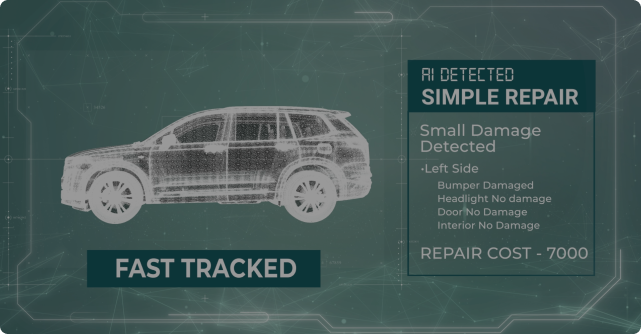 AI DETECTED
SIMPLE REPAIR
Small Damage
Detected
•Left Side
Bumper Damaged
Headlight No damage
Door No Damage
Interior No Damage
REPAIR COST - 7000
FAST TRACKED